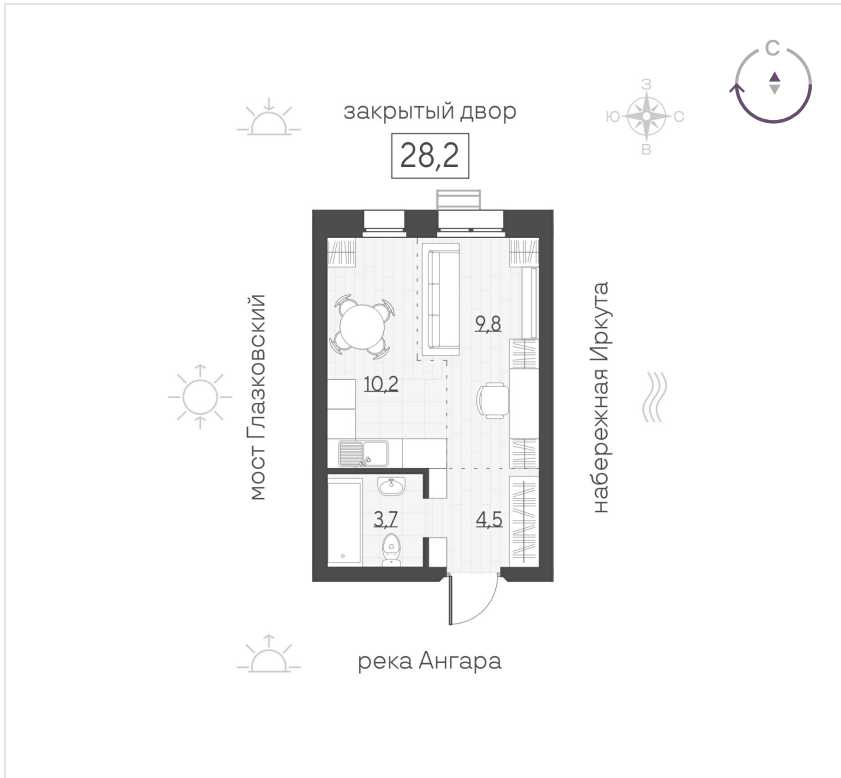 С
закрытый двор
З
Ю
С
В
28,2
мост Глазковский
набережная Иркута
9,8
10,2
3,7
4,5
река Ангара